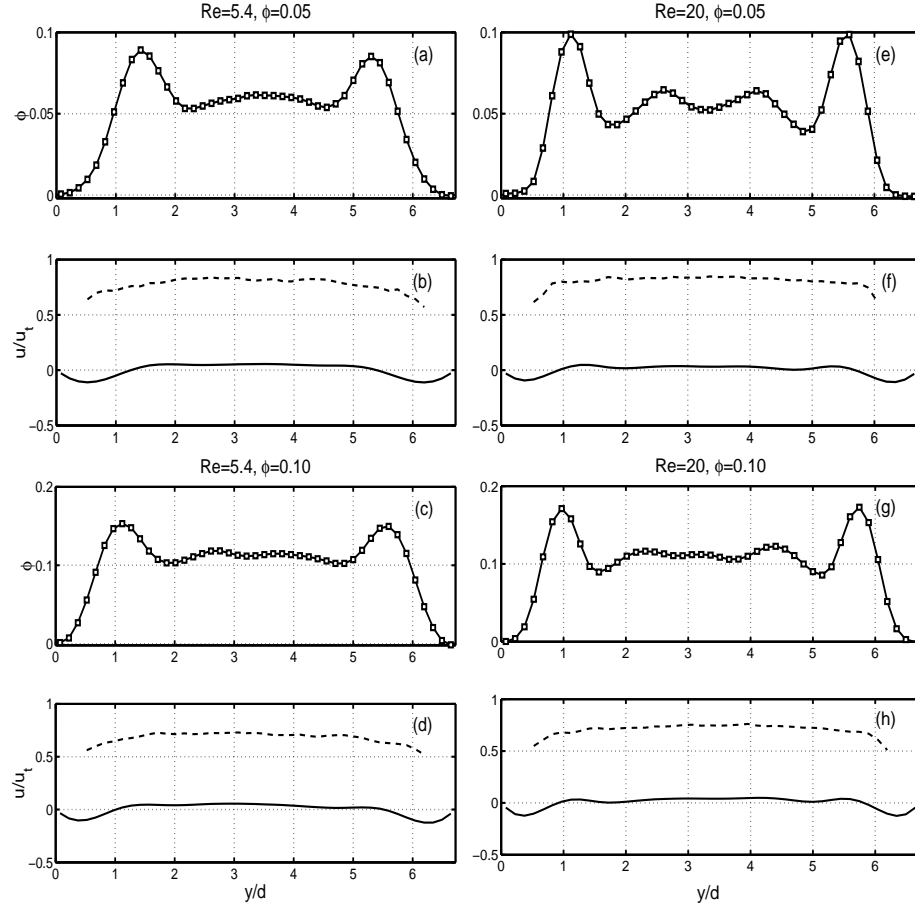 Re=5.4, ϕ=0.05
0.1
0.05
0
ϕ
(a)
0 1 2 3 4 5 6
Re=20, ϕ=0.05
0.1
0.05
0
(e)
0 1 2 3 4 5 6
1
0.5
0
−0.5
u/u_t
(b)
0 1 2 3 4 5 6
1
0.5
0
−0.5
(f)
0 1 2 3 4 5 6
Re=5.4, ϕ=0.10
0.2
0.1
0
ϕ
(c)
0 1 2 3 4 5 6
Re=20, ϕ=0.10
0.2
0.1
0
(g)
0 1 2 3 4 5 6
1
0.5
0
−0.5
u/u_t
(d)
0 1 2 3 4 5 6
y/d
1
0.5
0
−0.5
(h)
0 1 2 3 4 5 6
y/d